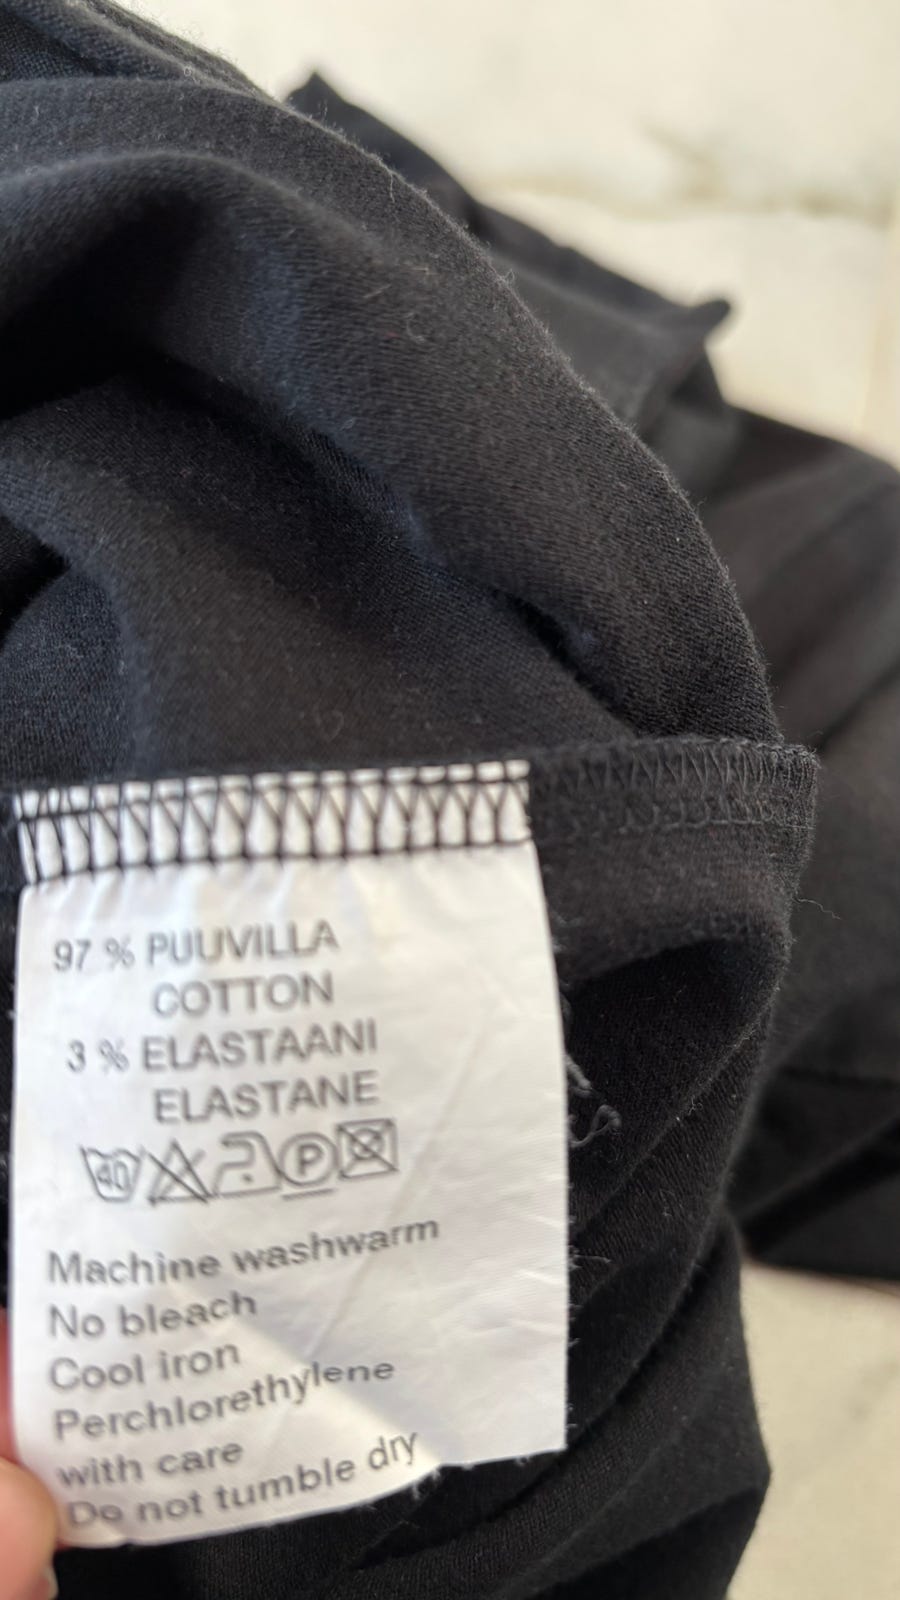 97 % PUUVILLA
COTTON
3 % ELASTAANI
ELASTANE
40 P
Machine washwarm
No bleach
Cool iron
Perchlorethylene
with care
Do not tumble dry